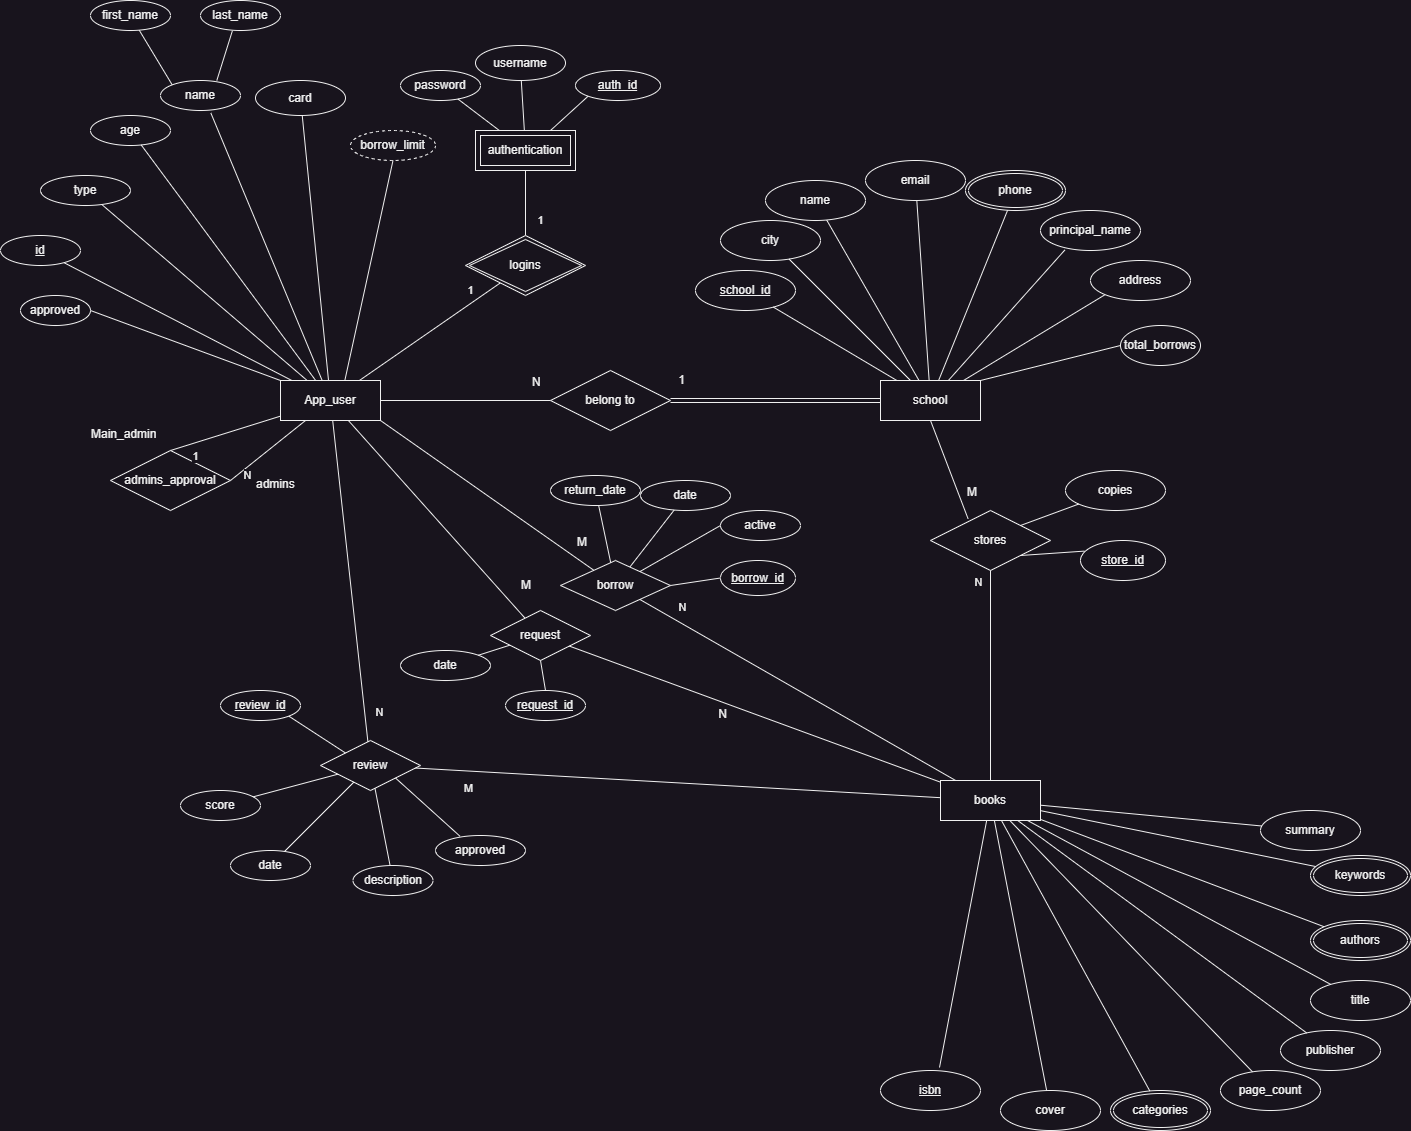 first_name
last_name
name
card
age
type
id
approved
borrow_limit
password
username
auth_id
authentication
1
logins
1
App_user
N
belong to
1
school
school_id
city
name
email
phone
principal_name
address
total_borrows
Main_admin
1
admins_approval
N
admins
return_date
date
active
borrow_id
M
borrow
N
M
request
date
request_id
N
M
stores
N
copies
store_id
review_id
N
review
M
score
date
description
approved
books
summary
keywords
authors
title
publisher
page_count
categories
cover
isbn